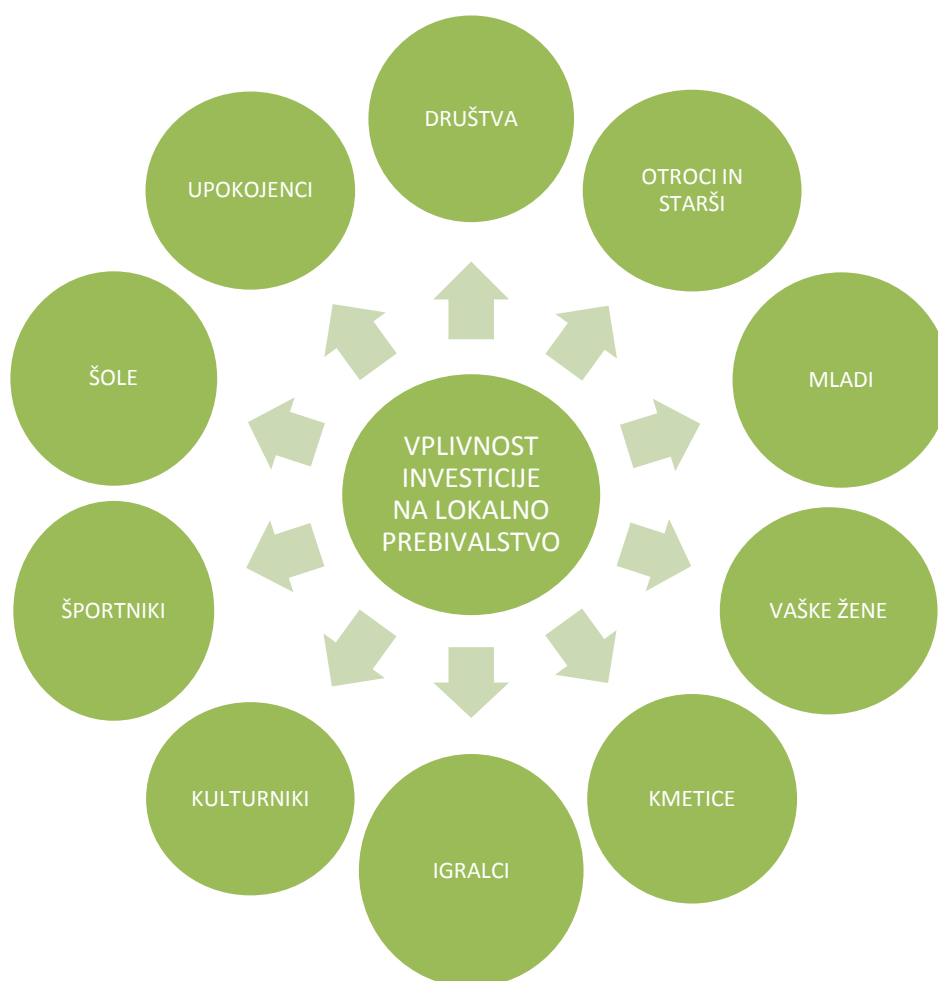 DRUŠTVA
OTROCI IN
STARŠI
MLADI
VAŠKE ŽENE
KMETICE
IGRALCI
KULTURNIKI
ŠPORTNIKI
ŠOLE
UPOKOJENCI
VPLIVNOST
INVESTICIJE
NA LOKALNO
PREBIVALSTVO